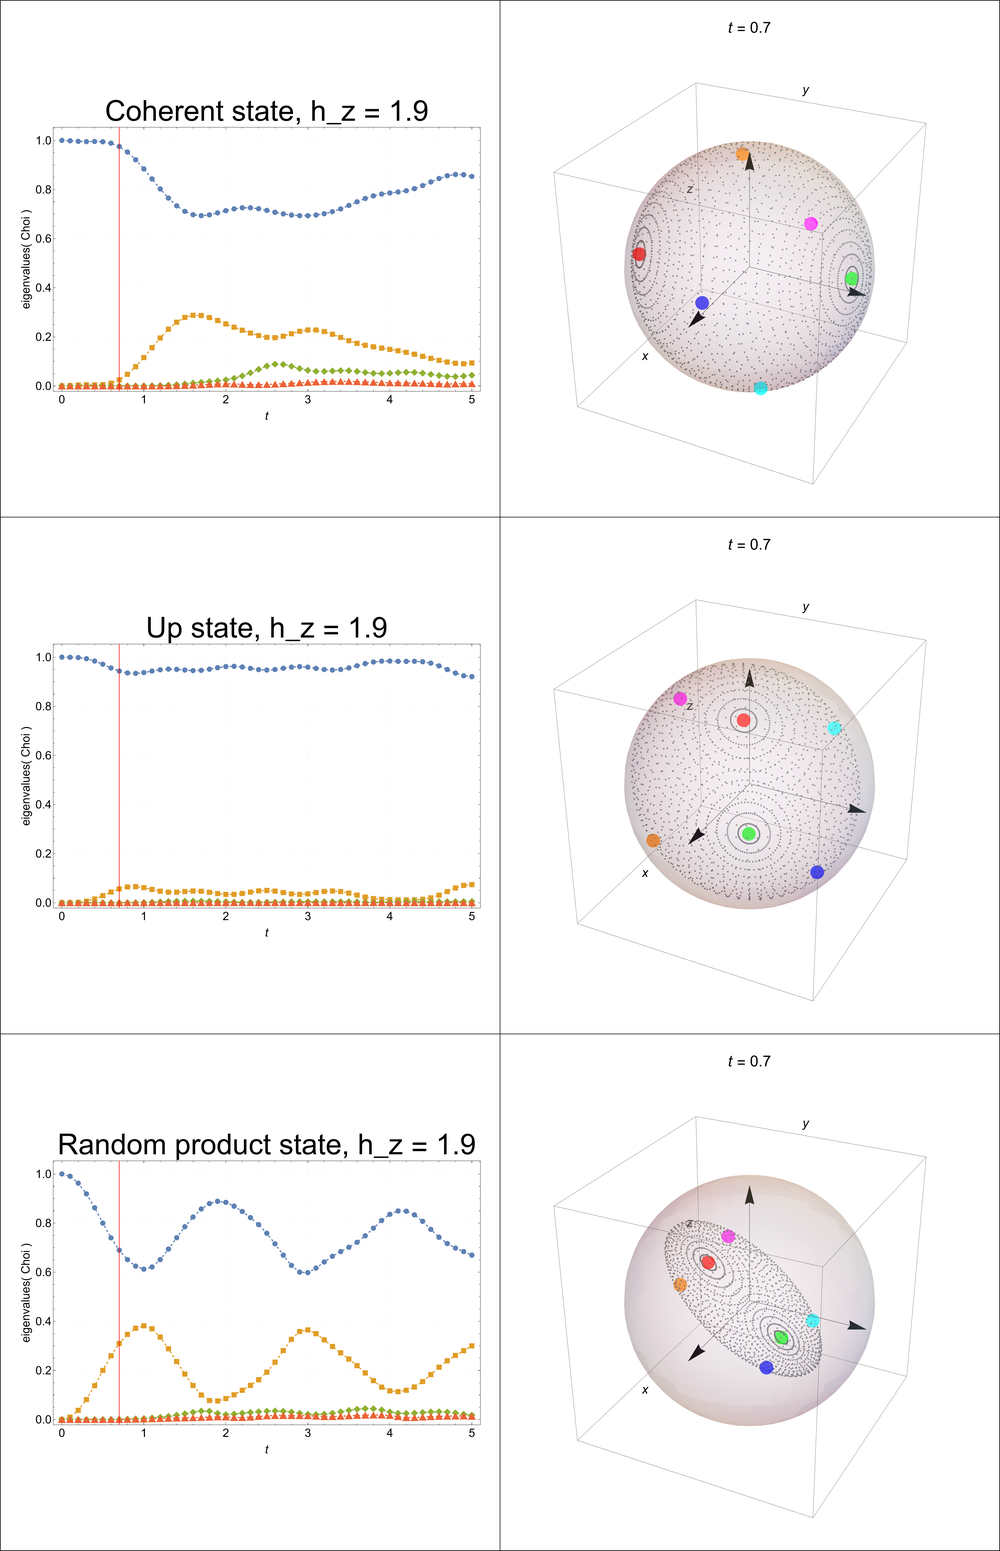 Coherent state, h_z = 1.9
eigenvalues( Choi )
1.0
0.8
0.6
0.4
0.2
0.0
0 1 2 3 4 5
t
t = 0.7
y
z
x
Up state, h_z = 1.9
eigenvalues( Choi )
1.0
0.8
0.6
0.4
0.2
0.0
0 1 2 3 4 5
t
t = 0.7
y
z
x
Random product state, h_z = 1.9
eigenvalues( Choi )
1.0
0.8
0.6
0.4
0.2
0.0
0 1 2 3 4 5
t
t = 0.7
y
z
x